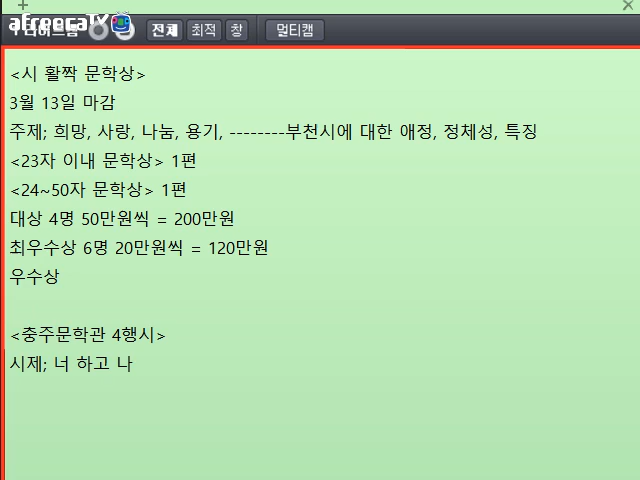 afreecaTV
전체 최적 창 멀티캠
<시 활짝 문학상>
3월 13일 마감
주제; 희망, 사랑, 나눔, 용기, --------부천시에 대한 애정, 정체성, 특징
<23자 이내 문학상> 1편
<24~50자 문학상> 1편
대상 4명 50만원씩 = 200만원
최우수상 6명 20만원씩 = 120만원
우수상
<충주문학관 4행시>
시제; 너 하고 나